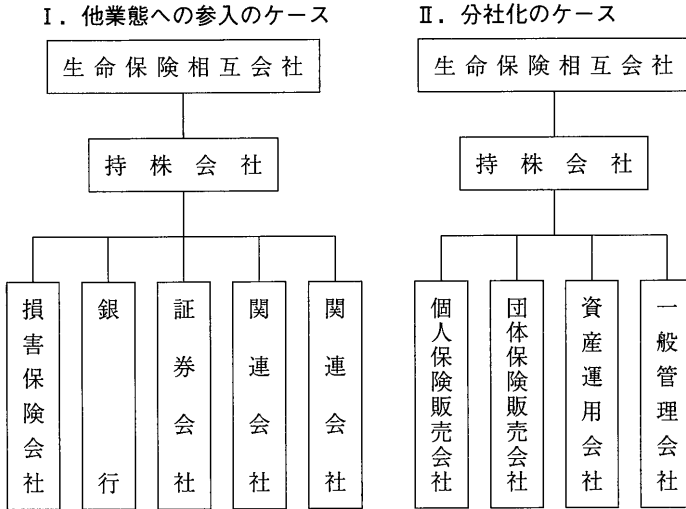 Ⅰ．他業態への参入のケース
生命保険相互会社
持株会社
損害保険会社
銀行
証券会社
関連会社
関連会社
Ⅱ．分社化のケース
生命保険相互会社
持株会社
個人保険販売会社
団体保険販売会社
資産運用会社
一般管理会社